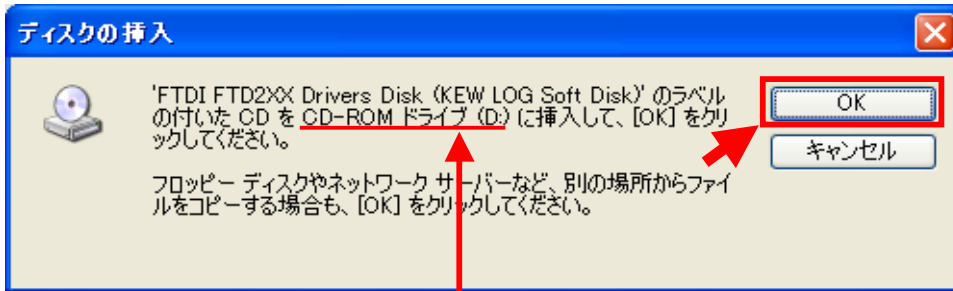 ディスクの挿入
'FTDI FTD2XX Drivers Disk (KEW LOG Soft Disk)' のラベル
の付いた CD を CD-ROM ドライブ (D:) に挿入して、[OK] をクリ
ックしてください。
フロッピー ディスクやネットワーク サーバーなど、別の場所からファイ
ルをコピーする場合も、[OK] をクリックしてください。
OK
キャンセル